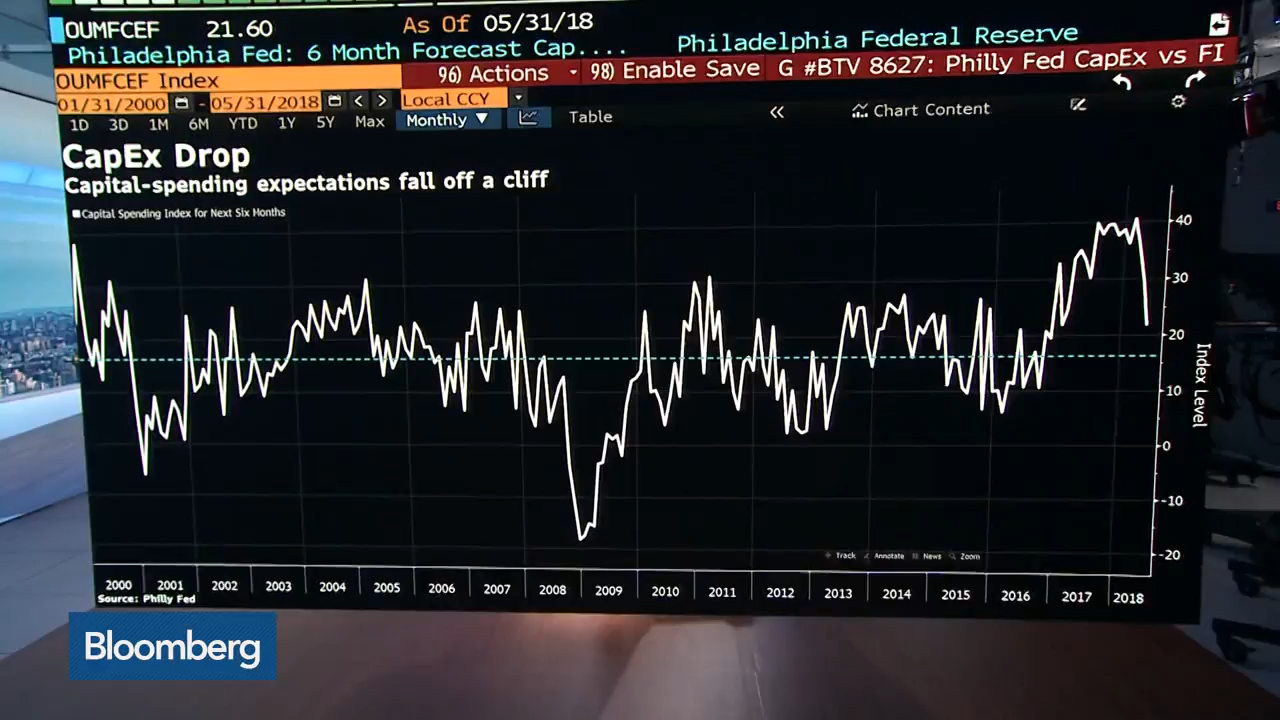 OUMFCEF 21.60 As Of 05/31/18
Philadelphia Fed: 6 Month Forecast Cap.... Philadelphia Federal Reserve
OUMFCEF Index 96) Actions 98) Enable Save G #BTV 8627: Philly Fed CapEx vs FI
01/31/2000 - 05/31/2018 < > Local CCY
1D 3D 1M 6M YTD 1Y 5Y Max Monthly ▼ Table « Chart Content
CapEx Drop
Capital-spending expectations fall off a cliff
Capital Spending Index for Next Six Months
40
30
20
10
0
-10
-20
Index Level
Track Annotate News Zoom
2000 2001 2002 2003 2004 2005 2006 2007 2008 2009 2010 2011 2012 2013 2014 2015 2016 2017 2018
Source: Philly Fed
Bloomberg